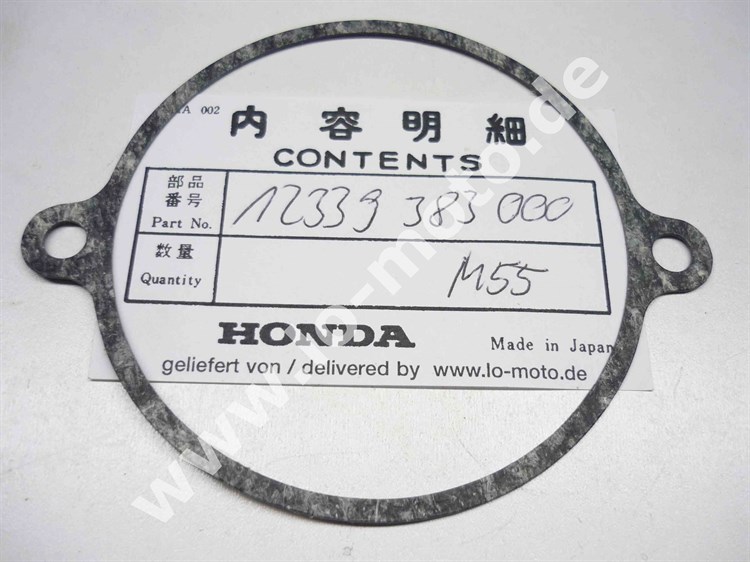 002
内容明細
CONTENTS
部品
番号
Part No.
12339 383 000
数量
Quantity
M55
HONDA
Made in Japan
geliefert von / delivered by www.lo-moto.de
www.lo-moto.de